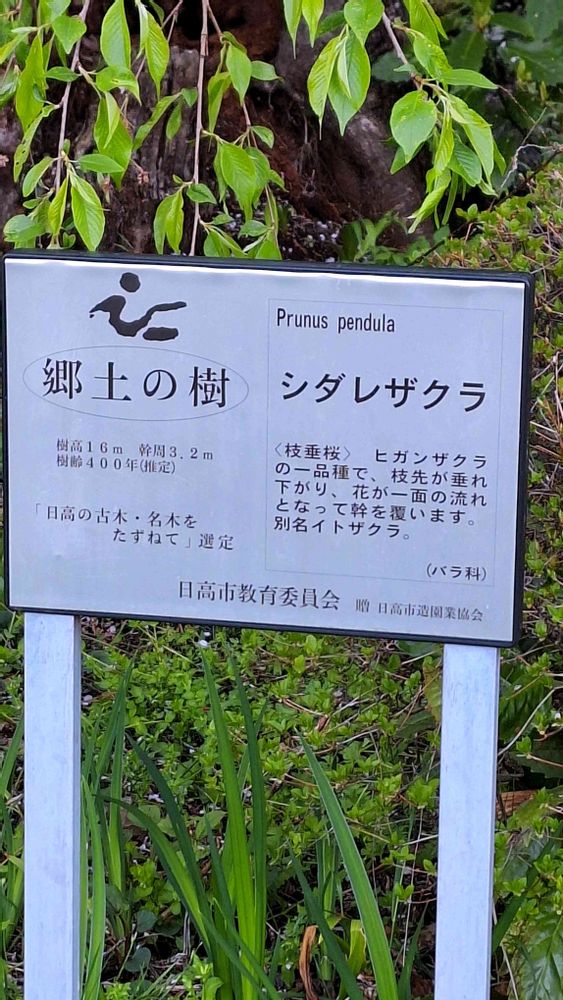 郷土の樹
樹高16m 幹周3.2m
樹齢400年(推定)
「日高の古木・名木を
たずねて」選定
Prunus pendula
シダレザクラ
〈枝垂桜〉 ヒガンザクラ
の一品種で、枝先が垂れ
下がり、花が一面の流れ
となって幹を覆います。
別名イトザクラ。
(バラ科)
日高市教育委員会 贈 日高市造園業協会